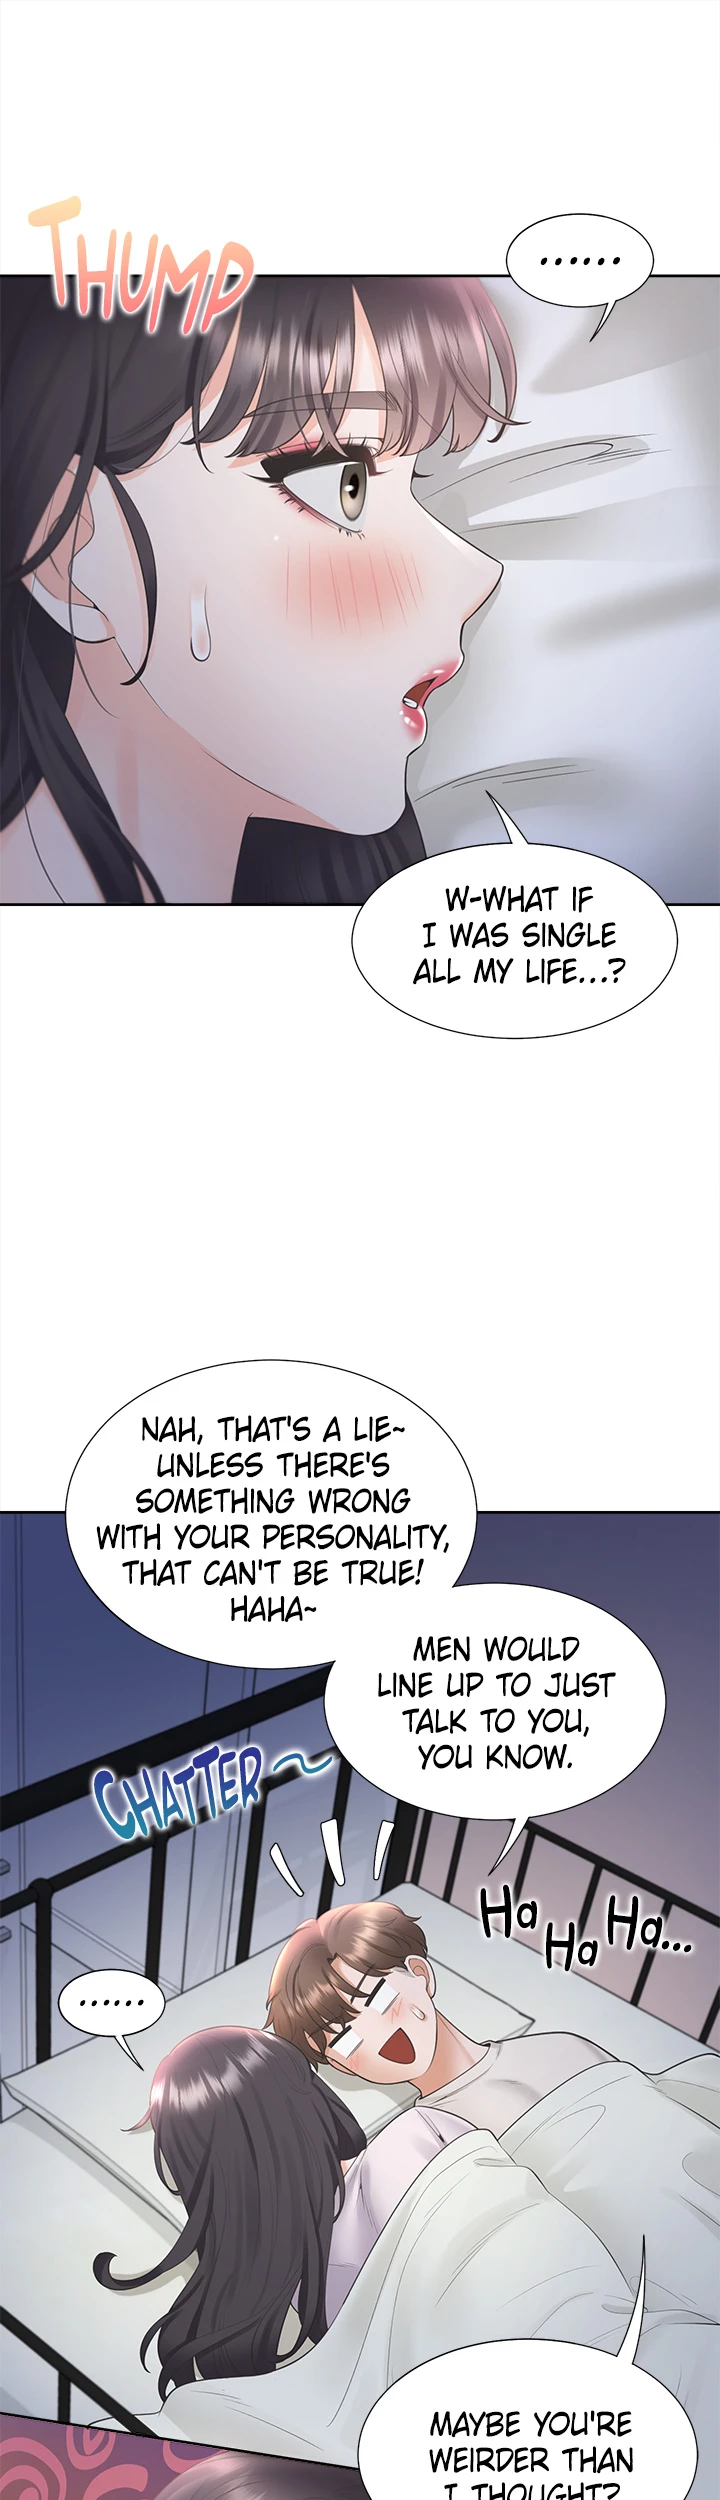 THUMP
......
W-WHAT IF
I WAS SINGLE
ALL MY LIFE...?
NAH, THAT'S A LIE~
UNLESS THERE'S
SOMETHING WRONG
WITH YOUR PERSONALITY,
THAT CAN'T BE TRUE!
HAHA~
MEN WOULD
LINE UP TO JUST
TALK TO YOU,
YOU KNOW.
CHATTER~
HA HA HA...
......
MAYBE YOU'RE
WEIRDER THAN
I THOUGHT?